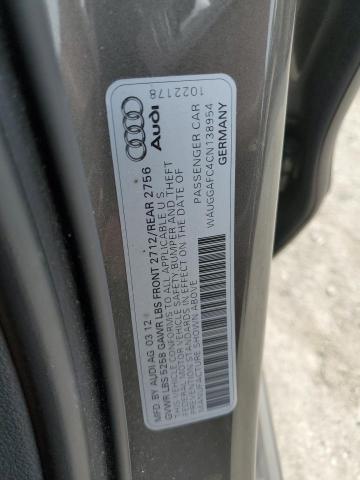 1022178
Audi
MFD. BY AUDI AG 03 12
GVWR LBS 5258 GAWR LBS FRONT 2712/REAR 2756
THIS VEHICLE CONFORMS TO ALL APPLICABLE U S
FEDERAL MOTOR VEHICLE SAFETY BUMPER AND THEFT
PREVENTION STANDARDS IN EFFECT ON THE DATE OF
MANUFACTURE SHOWN ABOVE
PASSENGER CAR
WAUGGAFC4CN138954
GERMANY